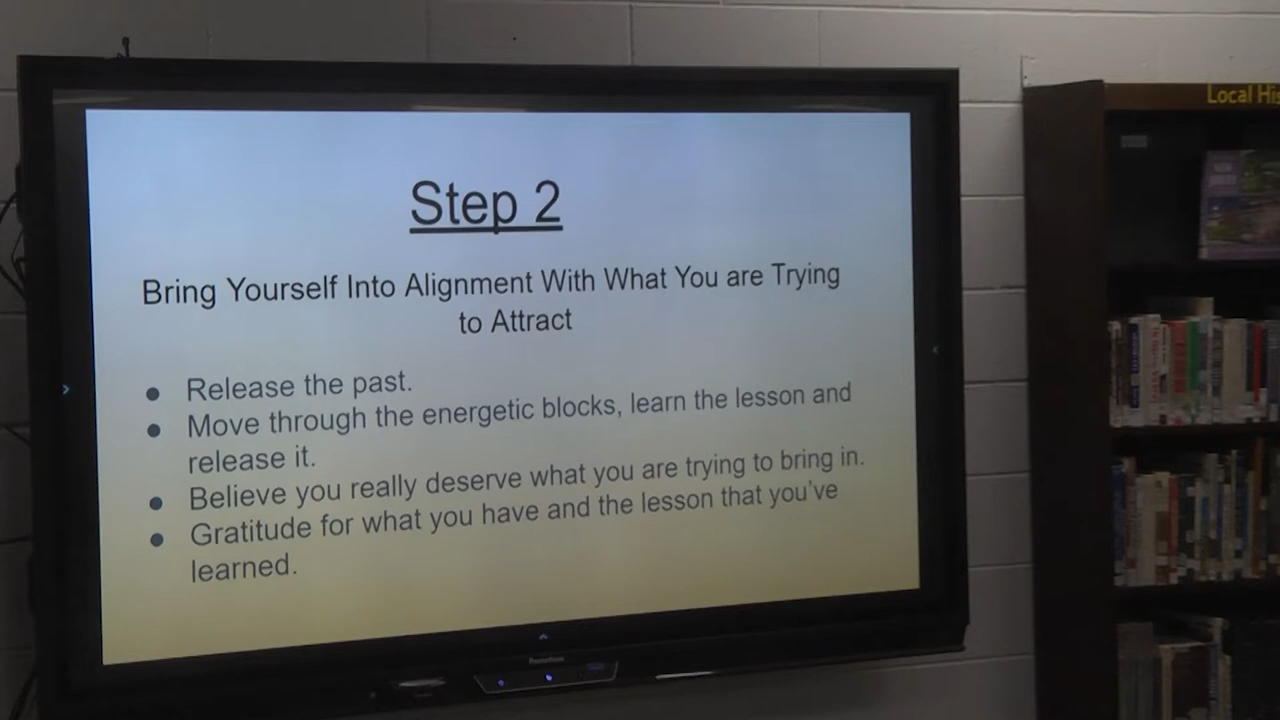 Step 2
Bring Yourself Into Alignment With What You are Trying
to Attract
● Release the past.
● Move through the energetic blocks, learn the lesson and
release it.
● Believe you really deserve what you are trying to bring in.
● Gratitude for what you have and the lesson that you've
learned.
Local His